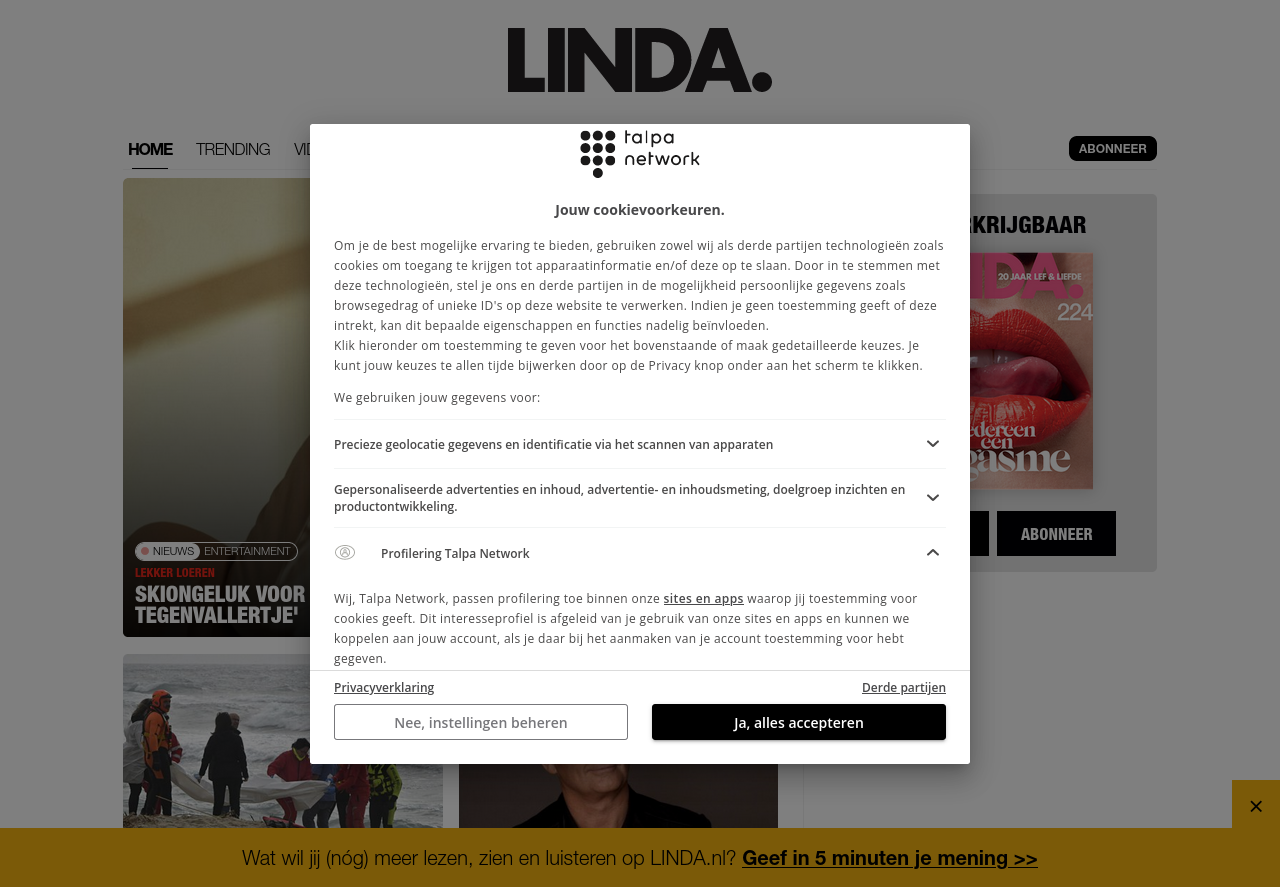 LINDA.
HOME TRENDING
ABONNEER
talpa
network
Jouw cookievoorkeuren.
Om je de best mogelijke ervaring te bieden, gebruiken zowel wij als derde partijen technologieën zoals
cookies om toegang te krijgen tot apparaatinformatie en/of deze op te slaan. Door in te stemmen met
deze technologieën, stel je ons en derde partijen in de mogelijkheid persoonlijke gegevens zoals
browsegedrag of unieke ID's op deze website te verwerken. Indien je geen toestemming geeft of deze
intrekt, kan dit bepaalde eigenschappen en functies nadelig beïnvloeden.
Klik hieronder om toestemming te geven voor het bovenstaande of maak gedetailleerde keuzes. Je
kunt jouw keuzes te allen tijde bijwerken door op de Privacy knop onder aan het scherm te klikken.
We gebruiken jouw gegevens voor:
Precieze geolocatie gegevens en identificatie via het scannen van apparaten
Gepersonaliseerde advertenties en inhoud, advertentie- en inhoudsmeting, doelgroep inzichten en
productontwikkeling.
Profilering Talpa Network
Wij, Talpa Network, passen profilering toe binnen onze sites en apps waarop jij toestemming voor
cookies geeft. Dit interesseprofiel is afgeleid van je gebruik van onze sites en apps en kunnen we
koppelen aan jouw account, als je daar bij het aanmaken van je account toestemming voor hebt
gegeven.
Privacyverklaring Derde partijen
Nee, instellingen beheren Ja, alles accepteren
NIEUWS ENTERTAINMENT
LEKKER LOEREN
SKIONGELUK VOOR
TEGENVALLERTJE'
RKRIJGBAAR
NDA.
20 JAAR LEF & LIEFDE
224
edereen
een
gasme
ABONNEER
Wat wil jij (nóg) meer lezen, zien en luisteren op LINDA.nl? Geef in 5 minuten je mening >>